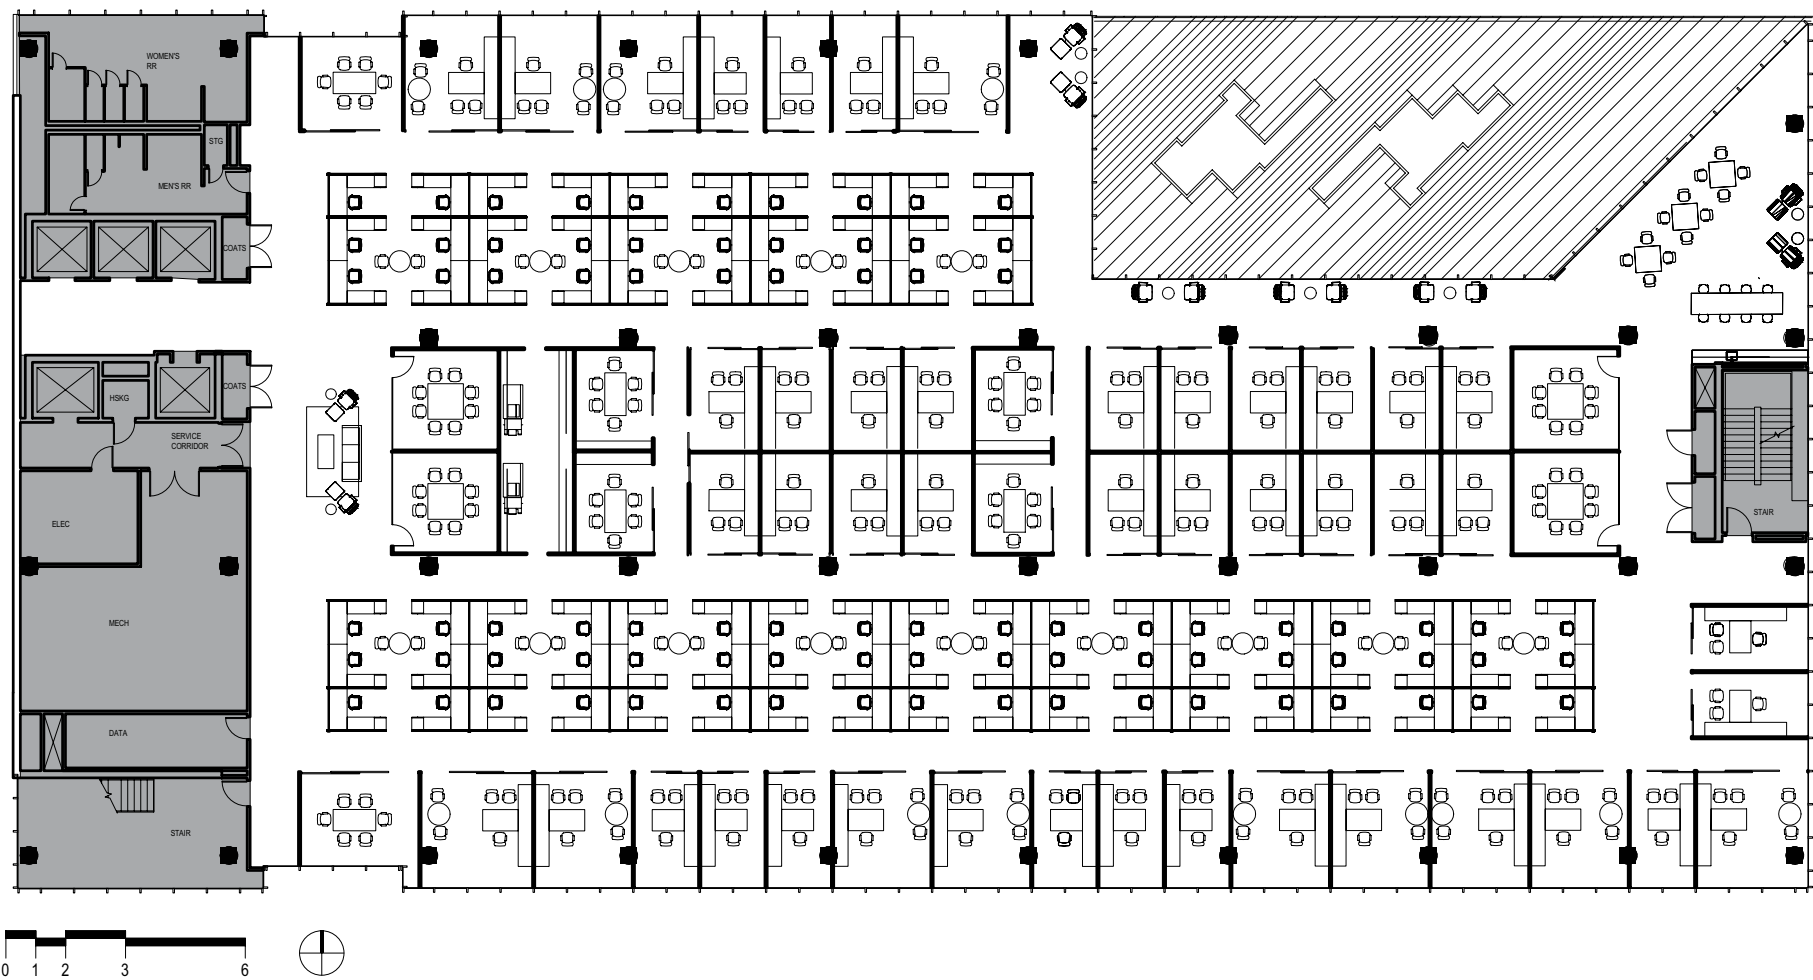 WOMEN'S
RR
STG
MEN'S RR
COATS
COATS
HSKG
SERVICE
CORRIDOR
ELEC
STAIR
MECH
DATA
STAIR
0 1 2 3 6